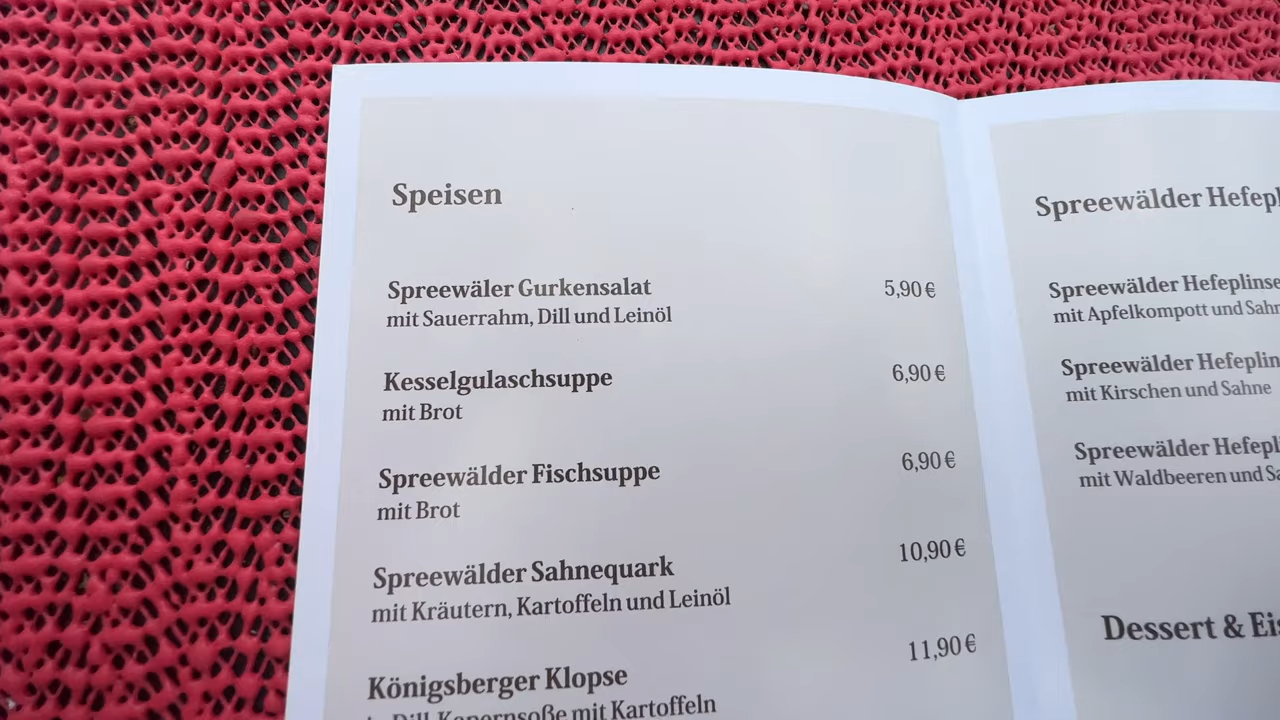 Speisen
Spreewäler Gurkensalat 5,90 €
mit Sauerrahm, Dill und Leinöl
Kesselgulaschsuppe 6,90 €
mit Brot
Spreewälder Fischsuppe 6,90 €
mit Brot
Spreewälder Sahnequark 10,90 €
mit Kräutern, Kartoffeln und Leinöl
Königsberger Klopse 11,90 €
Dill-Kapernsoße mit Kartoffeln
Spreewälder
Spreewälder
mit Apfelkompott und
Spreewälder
mit Kirschen und Sahne
Spreewälder
mit Waldbeeren und
Dessert &